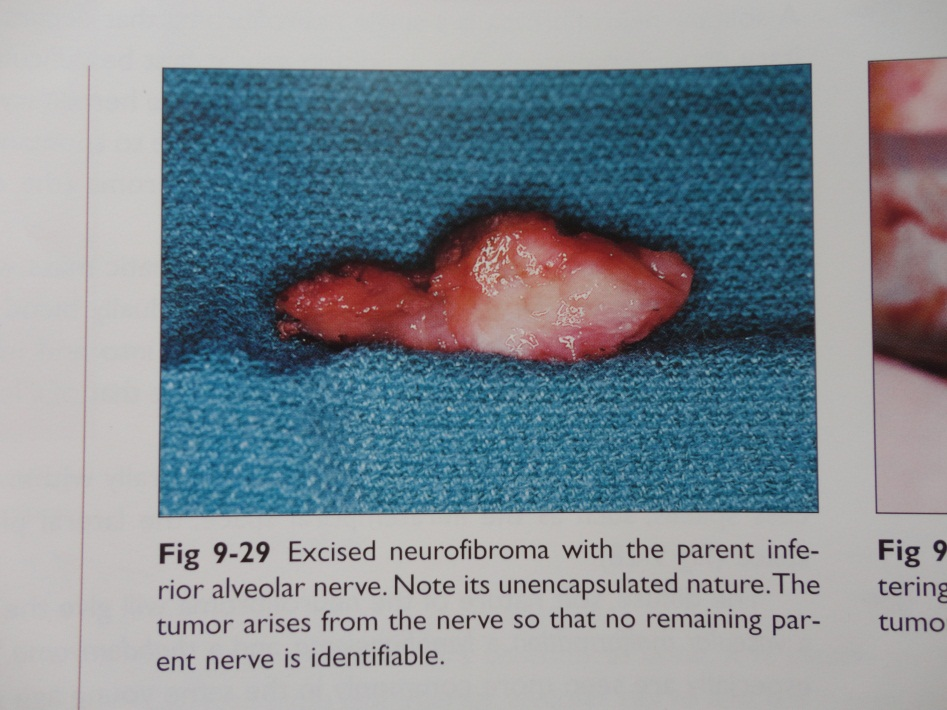 Fig 9-29 Excised neurofibroma with the parent infe-
rior alveolar nerve. Note its unencapsulated nature. The
tumor arises from the nerve so that no remaining par-
ent nerve is identifiable.
Fig 9
tering
tumo